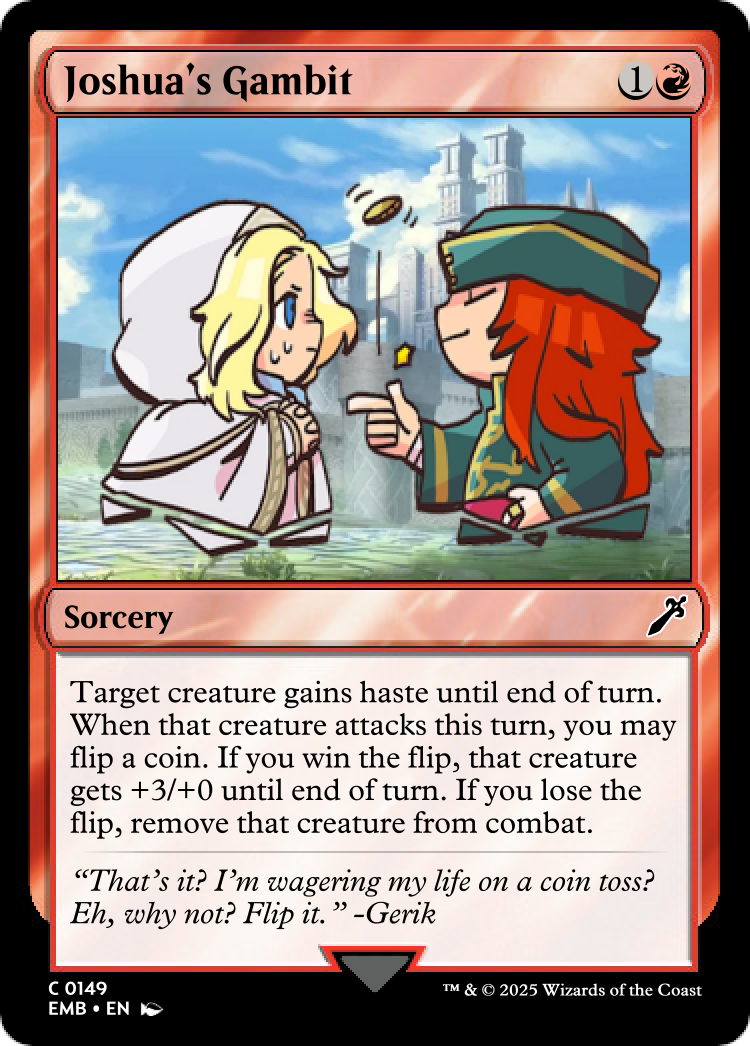 Joshua's Gambit 1
Sorcery
Target creature gains haste until end of turn.
When that creature attacks this turn, you may
flip a coin. If you win the flip, that creature
gets +3/+0 until end of turn. If you lose the
flip, remove that creature from combat.
“That’s it? I’m wagering my life on a coin toss?
Eh, why not? Flip it.” -Gerik
C 0149
EMB • EN
™ & © 2025 Wizards of the Coast